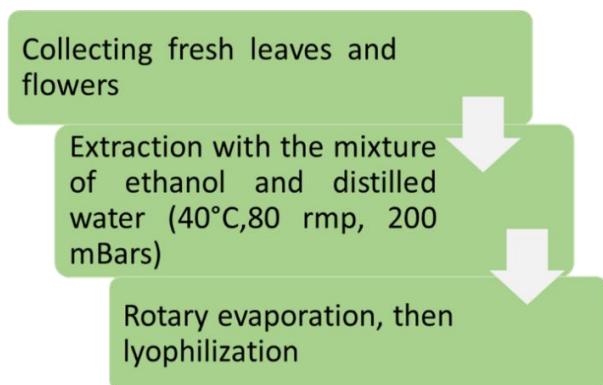 Collecting fresh leaves and
flowers
Extraction with the mixture
of ethanol and distilled
water (40°C,80 rmp, 200
mBars)
Rotary evaporation, then
lyophilization